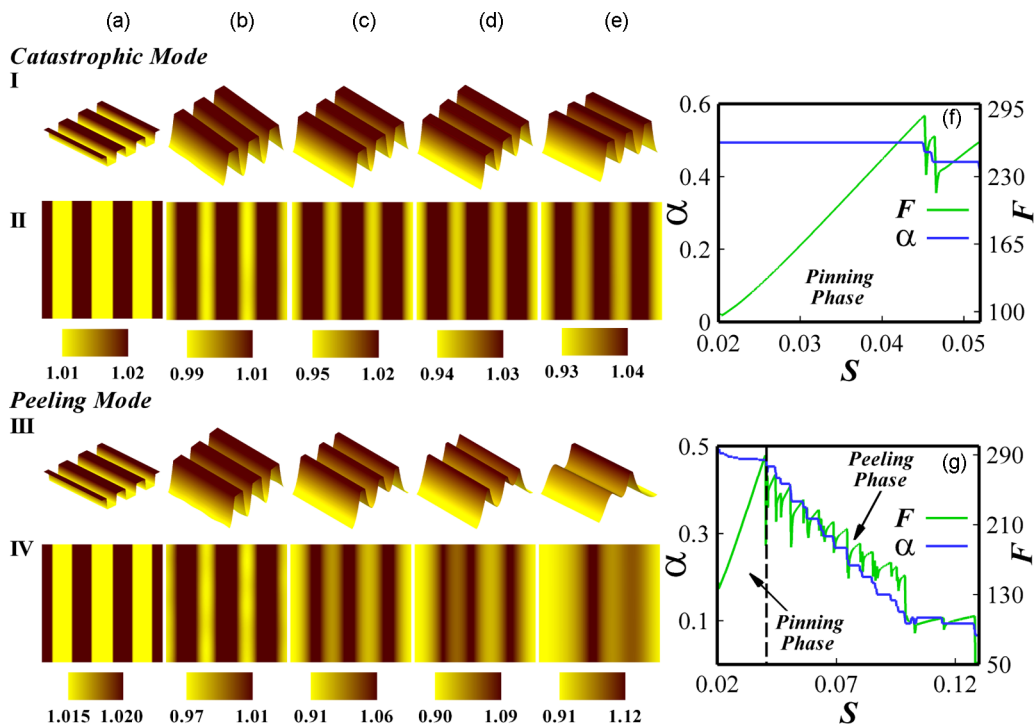 (a) (b) (c) (d) (e)
Catastrophic Mode
I
II
1.01 1.02 0.99 1.01 0.95 1.02 0.94 1.03 0.93 1.04
(f)
0.6 295
0.4 230
0.2 165
0 100
α F
F
α
Pinning
Phase
0.02 0.03 0.04 0.05
S
Peeling Mode
III
IV
1.015 1.020 0.97 1.01 0.91 1.06 0.90 1.09 0.91 1.12
(g)
0.5 290
0.3 210
0.1 130
50
α F
Peeling
Phase
F
α
Pinning
Phase
0.02 0.07 0.12
S